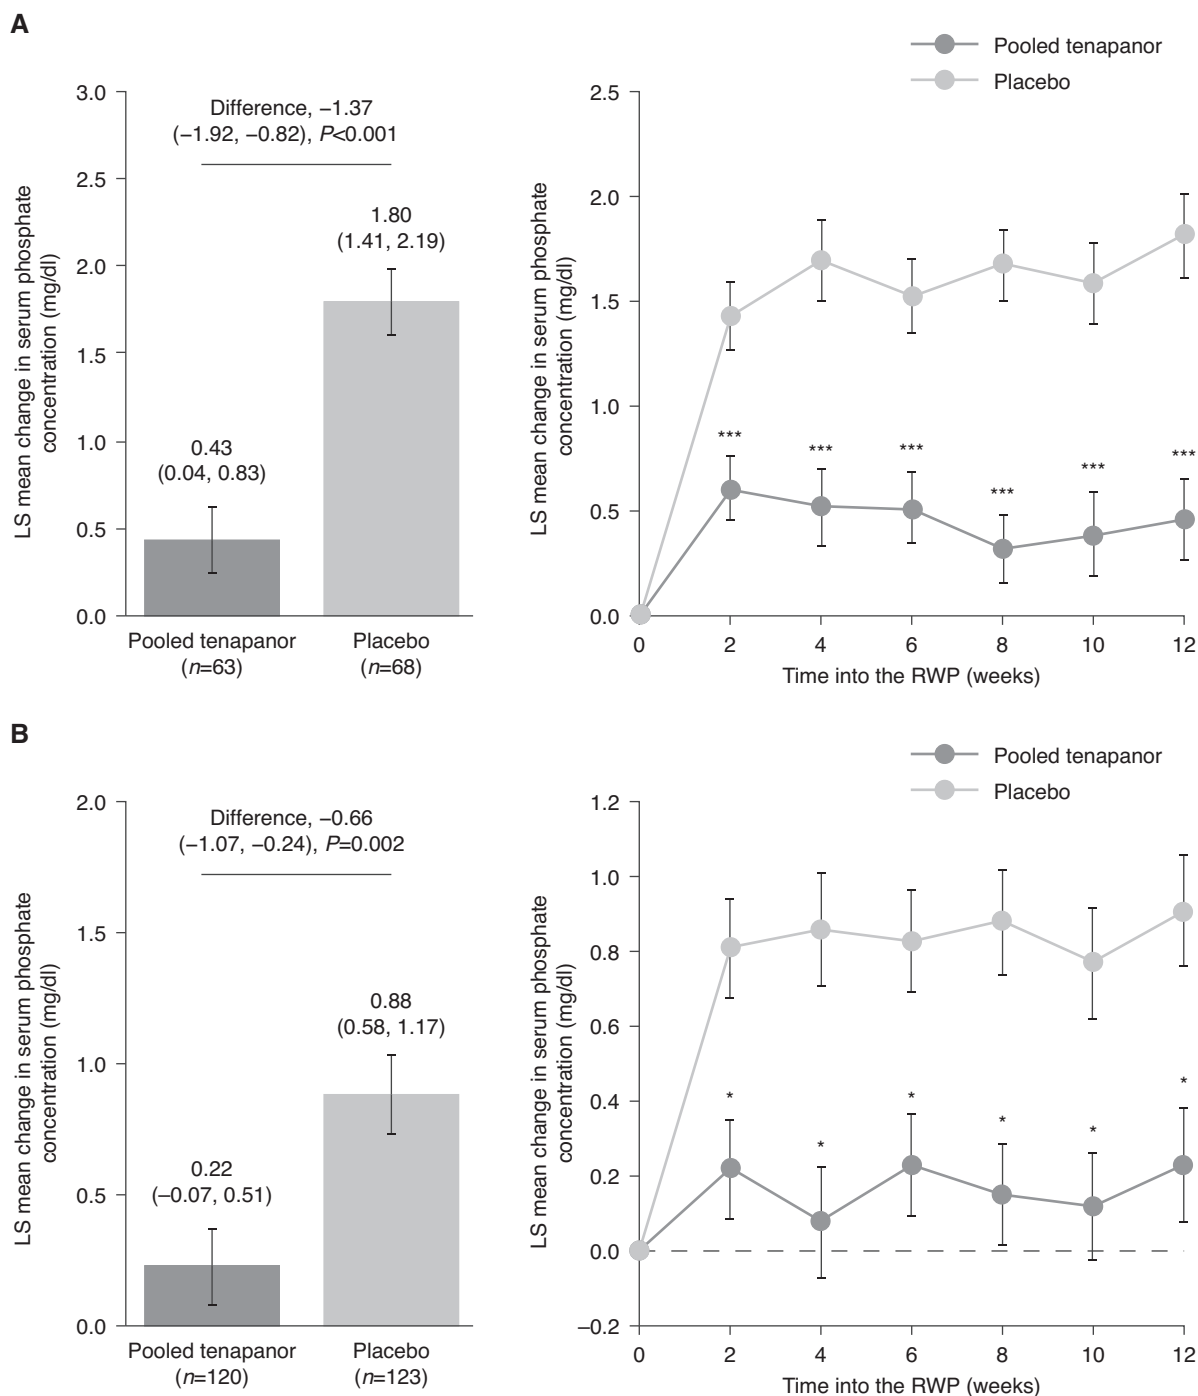 A
Pooled tenapanor
Placebo
3.0
2.5
2.0
1.5
1.0
0.5
0.0
LS mean change in serum phosphate
concentration (mg/dl)
Difference, −1.37
(−1.92, −0.82), P<0.001
1.80
(1.41, 2.19)
0.43
(0.04, 0.83)
Pooled tenapanor
(n=63)
Placebo
(n=68)
2.5
2.0
1.5
1.0
0.5
0.0
LS mean change in serum phosphate
concentration (mg/dl)
*** *** *** *** *** ***
0 2 4 6 8 10 12
Time into the RWP (weeks)
B
Pooled tenapanor
Placebo
2.0
1.5
1.0
0.5
0.0
LS mean change in serum phosphate
concentration (mg/dl)
Difference, −0.66
(−1.07, −0.24), P=0.002
0.88
(0.58, 1.17)
0.22
(−0.07, 0.51)
Pooled tenapanor
(n=120)
Placebo
(n=123)
1.2
1.0
0.8
0.6
0.4
0.2
0.0
−0.2
LS mean change in serum phosphate
concentration (mg/dl)
* * * * * *
0 2 4 6 8 10 12
Time into the RWP (weeks)